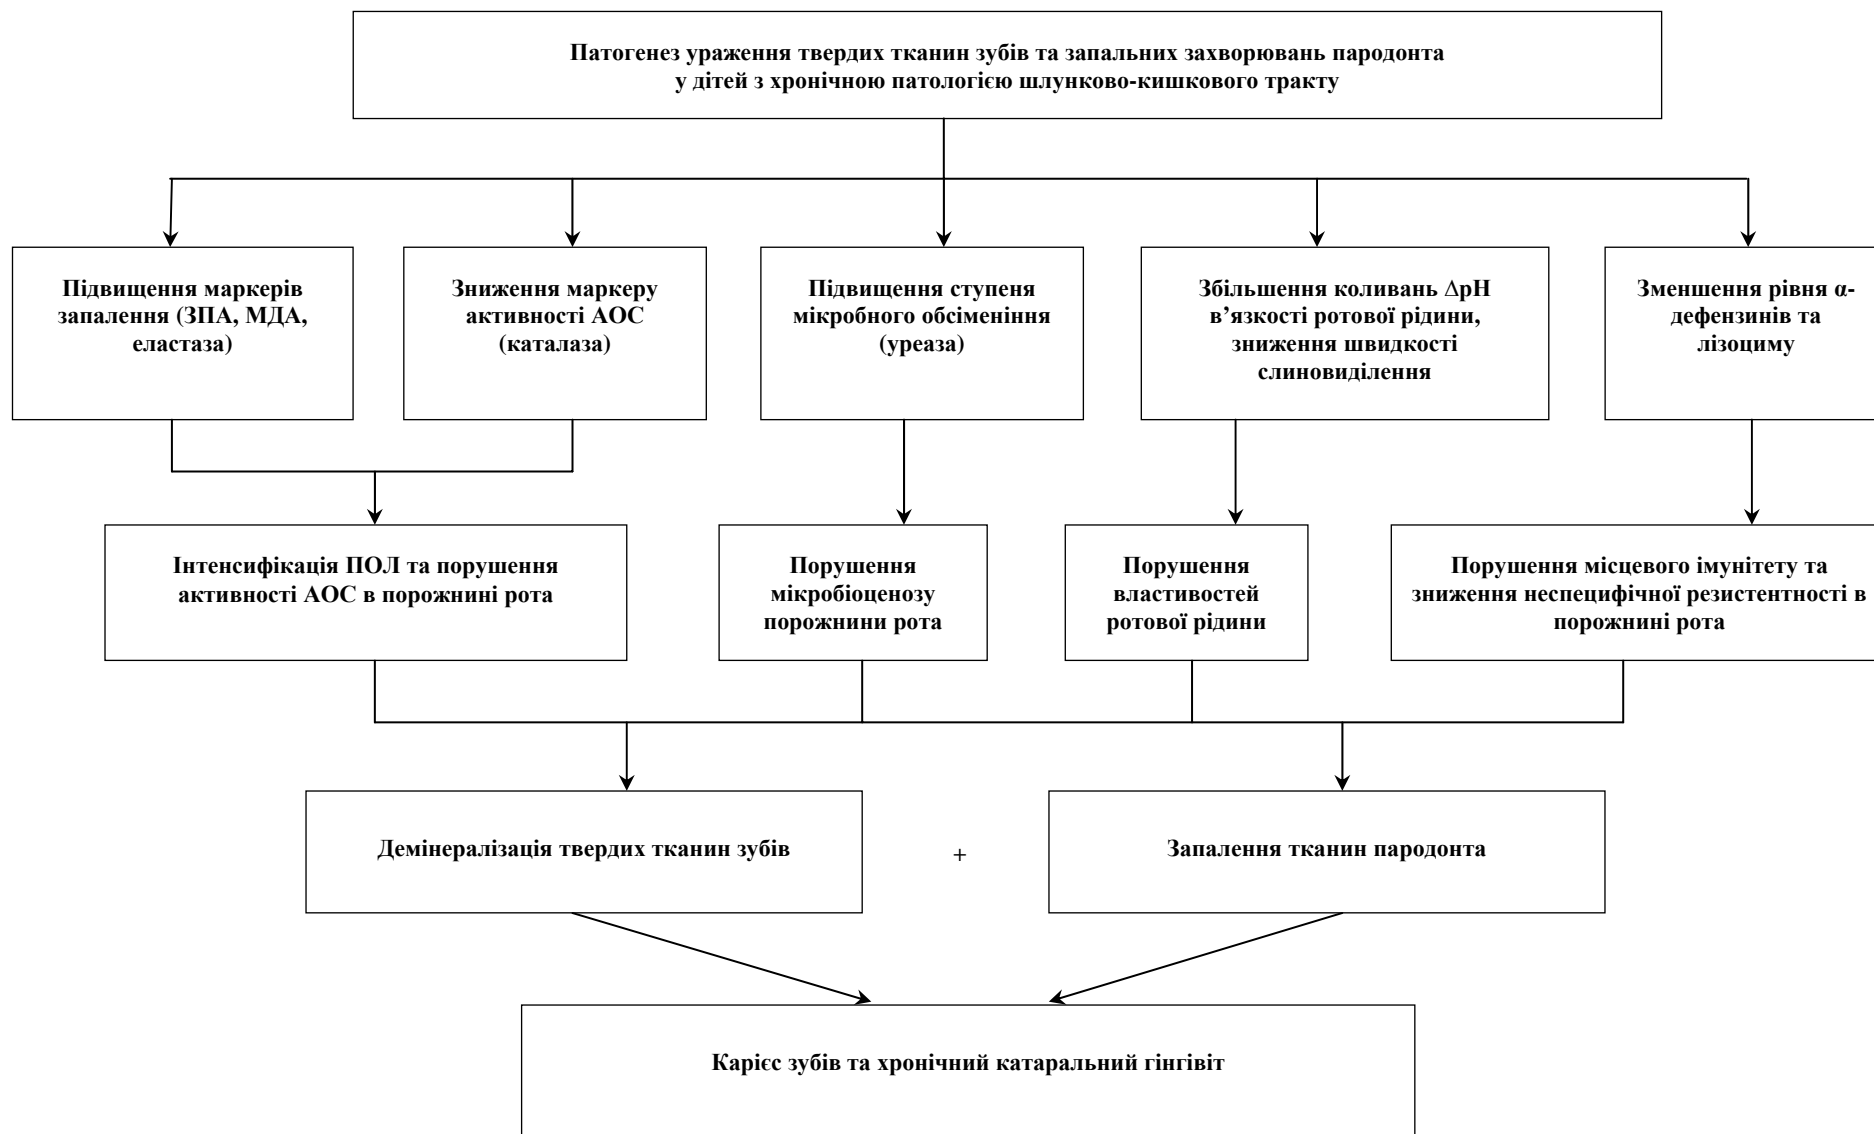 Патогенез ураження твердих тканин зубів та запальних захворювань пародонта
у дітей з хронічною патологією шлунково-кишкового тракту
Підвищення маркерів
запалення (ЗПА, МДА,
еластаза)
Зниження маркеру
активності АОС
(каталаза)
Підвищення ступеня
мікробного обсіменіння
(уреаза)
Збільшення коливань ∆pH
в’язкості ротової рідини,
зниження швидкості
слиновиділення
Зменшення рівня α-
дефензинів та
лізоциму
Інтенсифікація ПОЛ та порушення
активності АОС в порожнині рота
Порушення
мікробіоценозу
порожнини рота
Порушення
властивостей
ротової рідини
Порушення місцевого імунітету та
зниження неспецифічної резистентності в
порожнині рота
Демінералізація твердих тканин зубів
+
Запалення тканин пародонта
Карієс зубів та хронічний катаральний гінгівіт